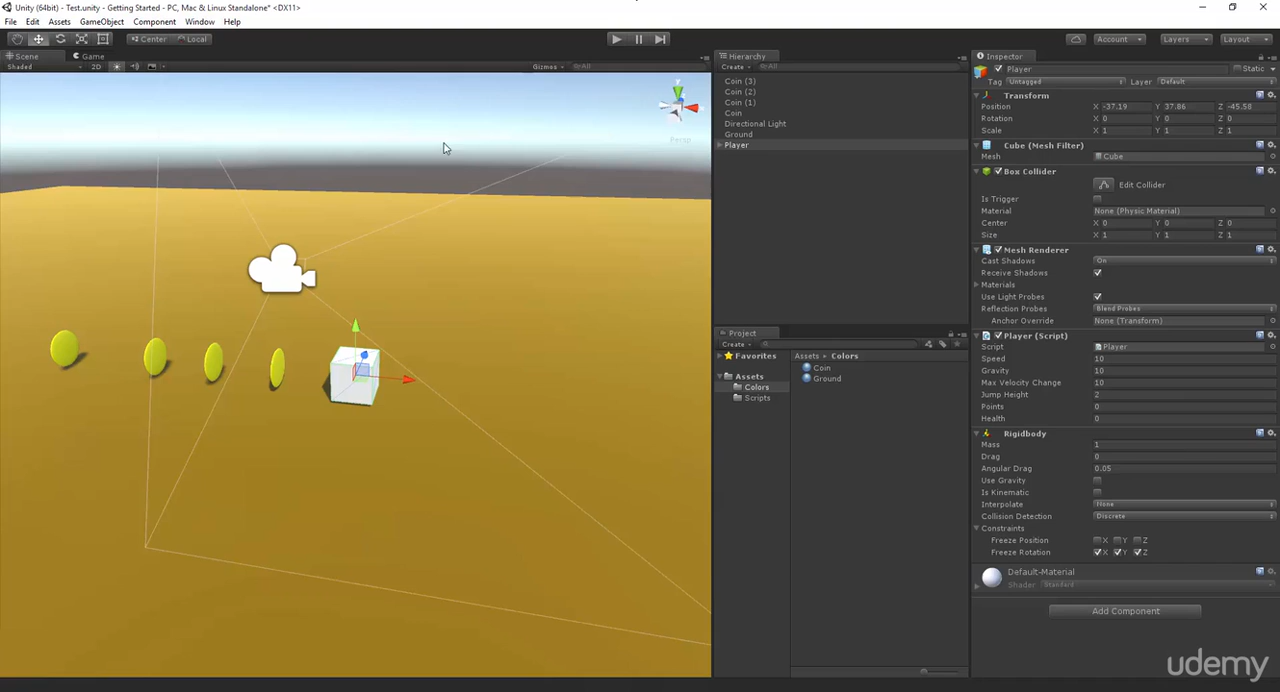 Unity (64bit) - Test.unity - Getting Started - PC, Mac & Linux Standalone* <DX11>
File Edit Assets GameObject Component Window Help
Center Local Account Layers Layout
Scene Game
Shaded 2D Gizmos All
Persp
Hierarchy
Create All
Coin (3)
Coin (2)
Coin (1)
Coin
Directional Light
Ground
Player
Project
Create
Favorites
Assets
Colors
Scripts
Assets Colors
Coin
Ground
Inspector
Player Static
Tag Untagged Layer Default
Transform
Position X -37.19 Y 37.86 Z -45.58
Rotation X 0 Y 0 Z 0
Scale X 1 Y 1 Z 1
Cube (Mesh Filter)
Mesh Cube
Box Collider
Edit Collider
Is Trigger
Material None (Physic Material)
Center X 0 Y 0 Z 0
Size X 1 Y 1 Z 1
Mesh Renderer
Cast Shadows On
Receive Shadows
Materials
Use Light Probes
Reflection Probes Blend Probes
Anchor Override None (Transform)
Player (Script)
Script Player
Speed 10
Gravity 10
Max Velocity Change 10
Jump Height 2
Points 0
Health 0
Rigidbody
Mass 1
Drag 0
Angular Drag 0.05
Use Gravity
Is Kinematic
Interpolate None
Collision Detection Discrete
Constraints
Freeze Position X Y Z
Freeze Rotation X Y Z
Default-Material
Shader Standard
Add Component
udemy